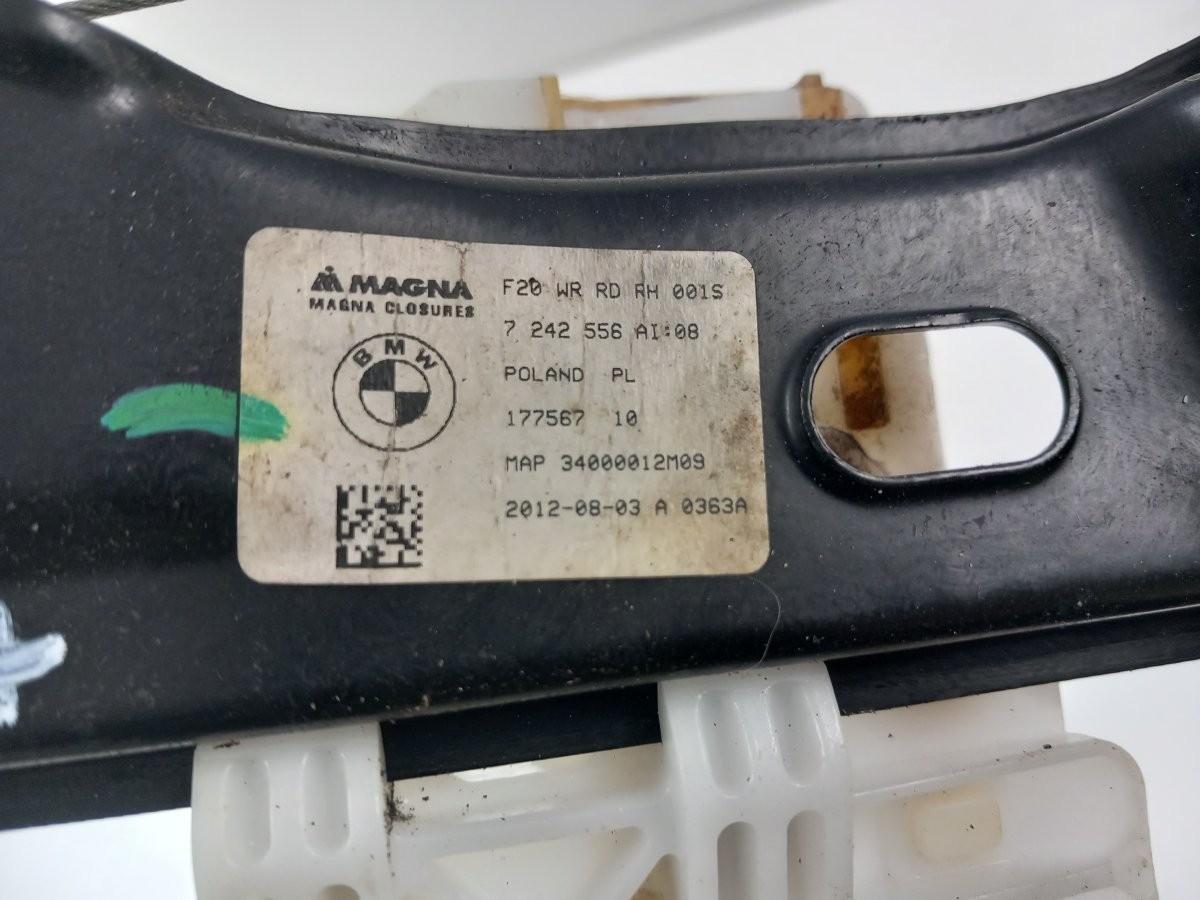 MAGNA
MAGNA CLOSURES
BMW
F20 WR RD RH 001S
7 242 556 AI:08
POLAND PL
177567 10
MAP 34000012M09
2012-08-03 A 0363A